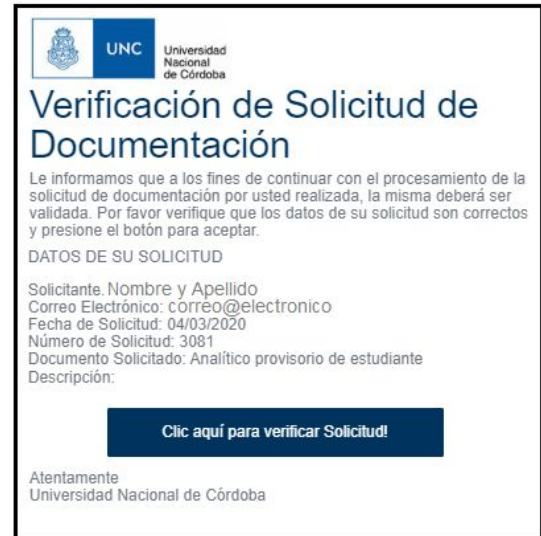 UNC
Universidad
Nacional
de Córdoba
Verificación de Solicitud de
Documentación
Le informamos que a los fines de continuar con el procesamiento de la
solicitud de documentación por usted realizada, la misma deberá ser
validada. Por favor verifique que los datos de su solicitud son correctos
y presione el botón para aceptar.
DATOS DE SU SOLICITUD
Solicitante. Nombre y Apellido
Correo Electrónico: correo@electronico
Fecha de Solicitud: 04/03/2020
Número de Solicitud: 3081
Documento Solicitado: Analítico provisorio de estudiante
Descripción:
Clic aquí para verificar Solicitud!
Atentamente
Universidad Nacional de Córdoba